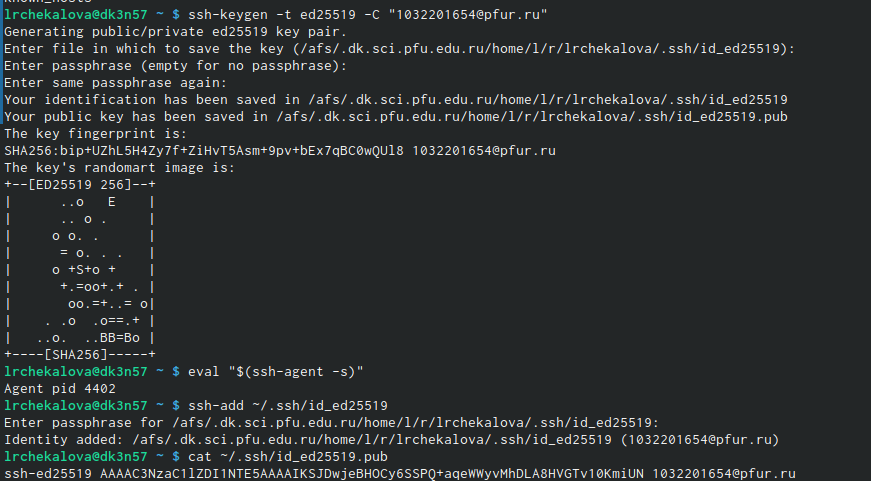 lrchekalova@dk3n57 ~ $ ssh-keygen -t ed25519 -C "1032201654@pfur.ru"
Generating public/private ed25519 key pair.
Enter file in which to save the key (/afs/.dk.sci.pfu.edu.ru/home/l/r/lrchekalova/.ssh/id_ed25519):
Enter passphrase (empty for no passphrase):
Enter same passphrase again:
Your identification has been saved in /afs/.dk.sci.pfu.edu.ru/home/l/r/lrchekalova/.ssh/id_ed25519
Your public key has been saved in /afs/.dk.sci.pfu.edu.ru/home/l/r/lrchekalova/.ssh/id_ed25519.pub
The key fingerprint is:
SHA256:bip+UZhL5H4Zy7f+ZiHvT5Asm+9pv+bEx7qBC0wQUl8 1032201654@pfur.ru
The key's randomart image is:
+--[ED25519 256]--+
|      ..o   E    |
|      .. o .     |
|     o o. .      |
|      = o. . .   |
|     o +S+o +    |
|      +.=oo+.+ . |
|       oo.=+..= o|
|    . .o  .o==.+ |
|   ..o.  ..BB=Bo |
+----[SHA256]-----+
lrchekalova@dk3n57 ~ $ eval "$(ssh-agent -s)"
Agent pid 4402
lrchekalova@dk3n57 ~ $ ssh-add ~/.ssh/id_ed25519
Enter passphrase for /afs/.dk.sci.pfu.edu.ru/home/l/r/lrchekalova/.ssh/id_ed25519:
Identity added: /afs/.dk.sci.pfu.edu.ru/home/l/r/lrchekalova/.ssh/id_ed25519 (1032201654@pfur.ru)
lrchekalova@dk3n57 ~ $ cat ~/.ssh/id_ed25519.pub
ssh-ed25519 AAAAC3NzaC1lZDI1NTE5AAAAIKSJDwjeBHOCy6SSPQ+aqeWWyvMhDLA8HVGTv10KmiUN 1032201654@pfur.ru